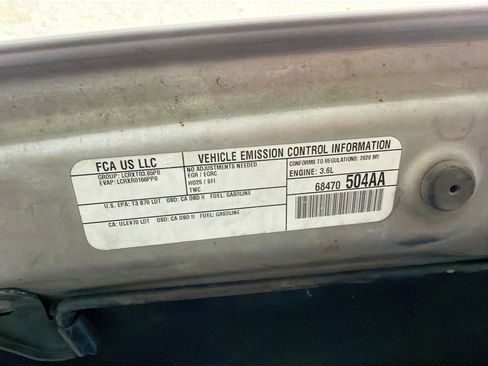 FCA US LLC
GROUP: LCRXT03.65P0
EVAP: LCRXR0166PP0
VEHICLE EMISSION CONTROL INFORMATION
NO ADJUSTMENTS NEEDED
EGR / EGRC
HO2S / SFI
TWC
CONFORMS TO REGULATIONS: 2020 MY
ENGINE: 3.6L
68470 504AA
U.S. EPA: T3 B70 LDT OBD: CA OBD II FUEL: GASOLINE
CA: ULEV70 LDT OBD: CA OBD II FUEL: GASOLINE